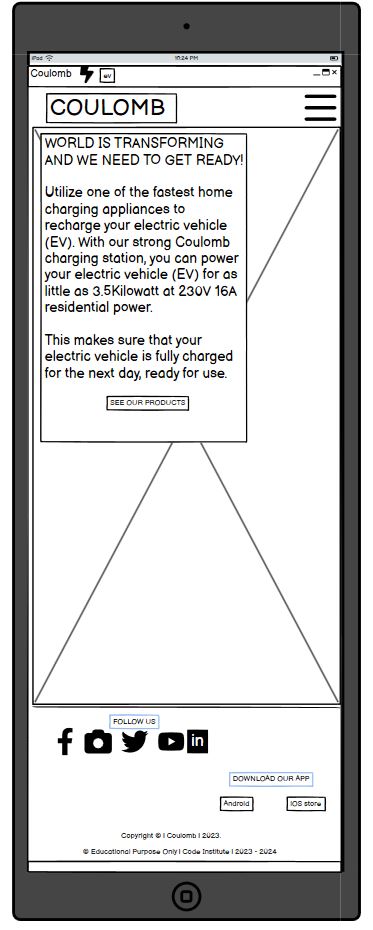 iPod 10:24 PM
Coulomb ev
COULOMB
WORLD IS TRANSFORMING
AND WE NEED TO GET READY!
Utilize one of the fastest home
charging appliances to
recharge your electric vehicle
(EV). With our strong Coulomb
charging station, you can power
your electric vehicle (EV) for as
little as 3.5Kilowatt at 230V 16A
residential power.
This makes sure that your
electric vehicle is fully charged
for the next day, ready for use.
SEE OUR PRODUCTS
FOLLOW US
in
DOWNLOAD OUR APP
Android IOS store
Copyright © | Coulomb | 2023.
© Educational Purpose Only | Code Institute | 2023 - 2024